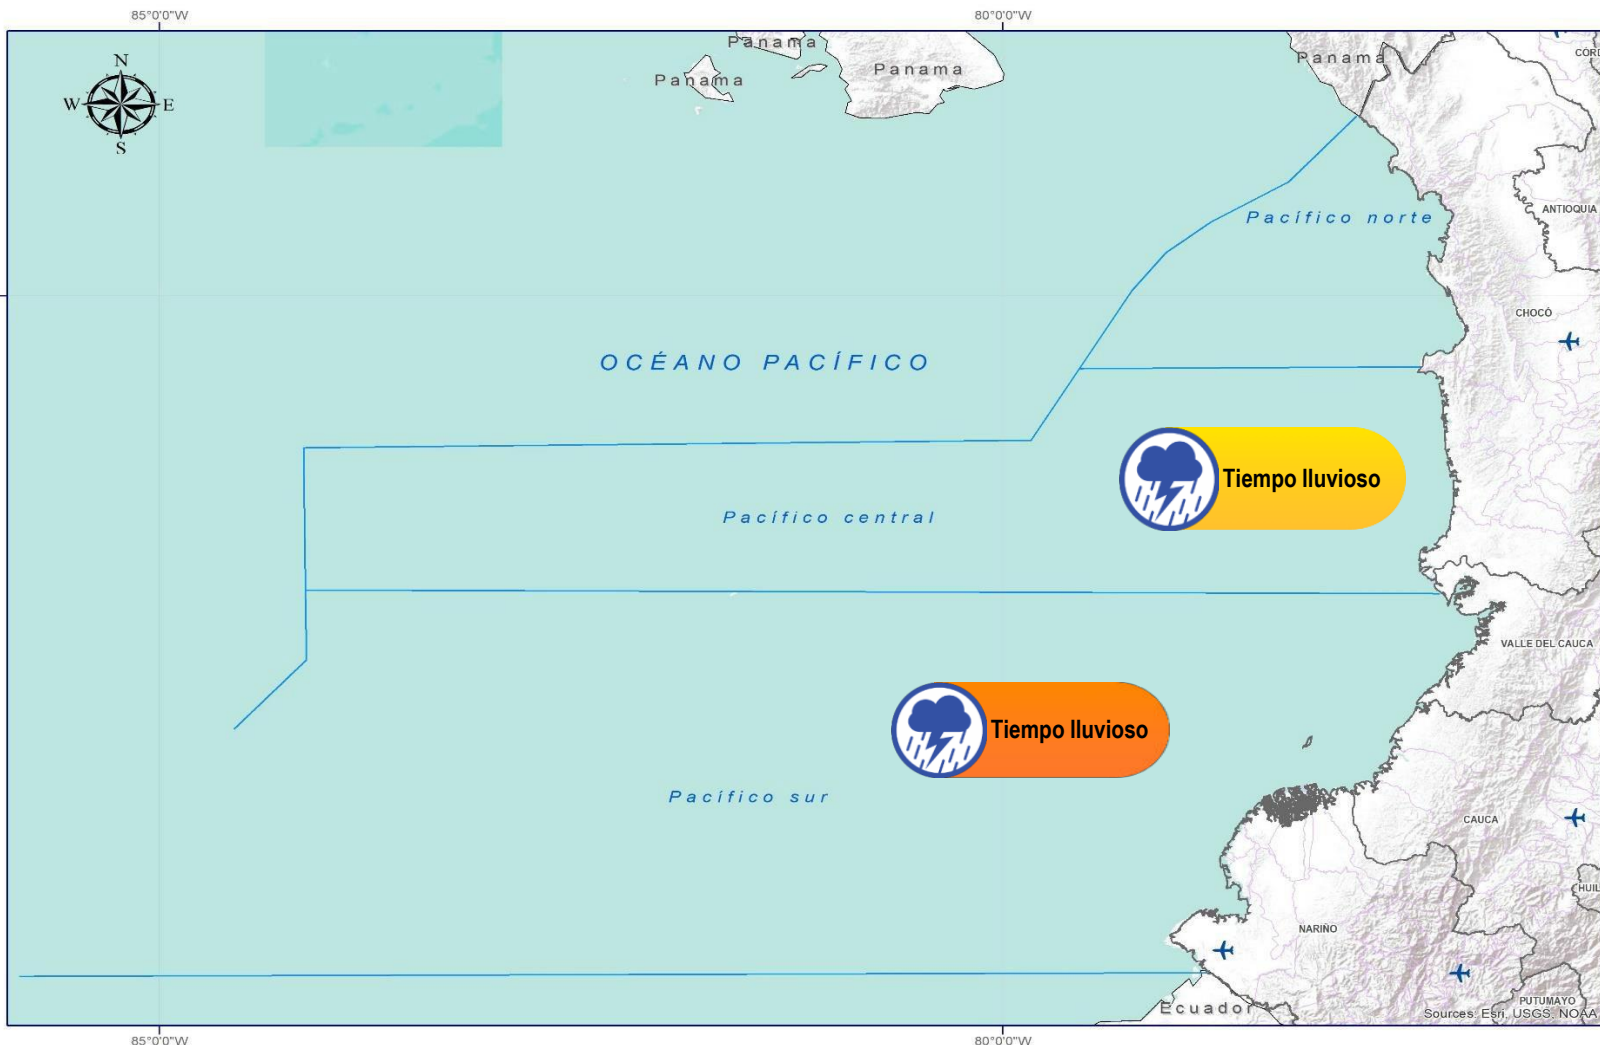 85°0'0"W
80°0'0"W
N
W
E
S
Panama
Panama
Panama
Panama
CÓRD
ANTIOQUIA
Pacífico norte
CHOCÓ
OCÉANO PACÍFICO
Tiempo lluvioso
Pacífico central
VALLE DEL CAUCA
Tiempo lluvioso
Pacífico sur
CAUCA
HUIL
NARIÑO
PUTUMAYO
Ecuador
Sources: Esri, USGS, NOAA
85°0'0"W
80°0'0"W